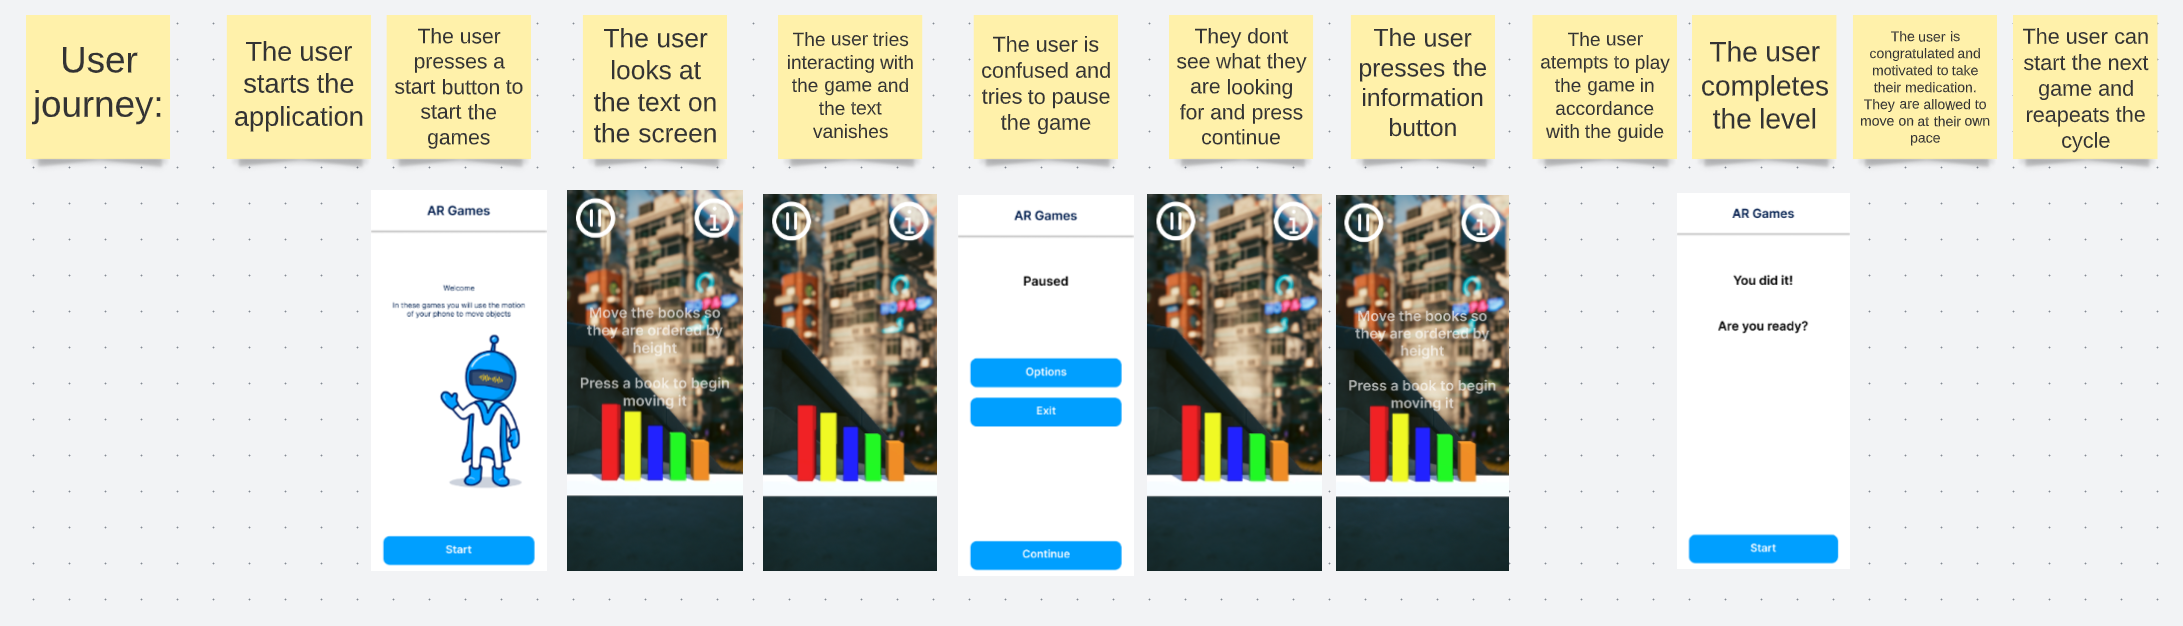 User
journey:
The user
starts the
application
The user
presses a
start button to
start the
games
The user
looks at
the text on
the screen
The user tries
interacting with
the game and
the text
vanishes
The user is
confused and
tries to pause
the game
They dont
see what they
are looking
for and press
continue
The user
presses the
information
button
The user
atempts to play
the game in
accordance
with the guide
The user
completes
the level
The user is
congratulated and
motivated to take
their medication.
They are allowed to
move on at their own
pace
The user can
start the next
game and
reapeats the
cycle
AR Games
Welcome
In these games you will use the motion
of your phone to move objects
Start
i
Move the books so
they are ordered by
height
Press a book to begin
moving it
i
AR Games
Paused
Options
Exit
Continue
i
i
Move the books so
they are ordered by
height
Press a book to begin
moving it
AR Games
You did it!
Are you ready?
Start